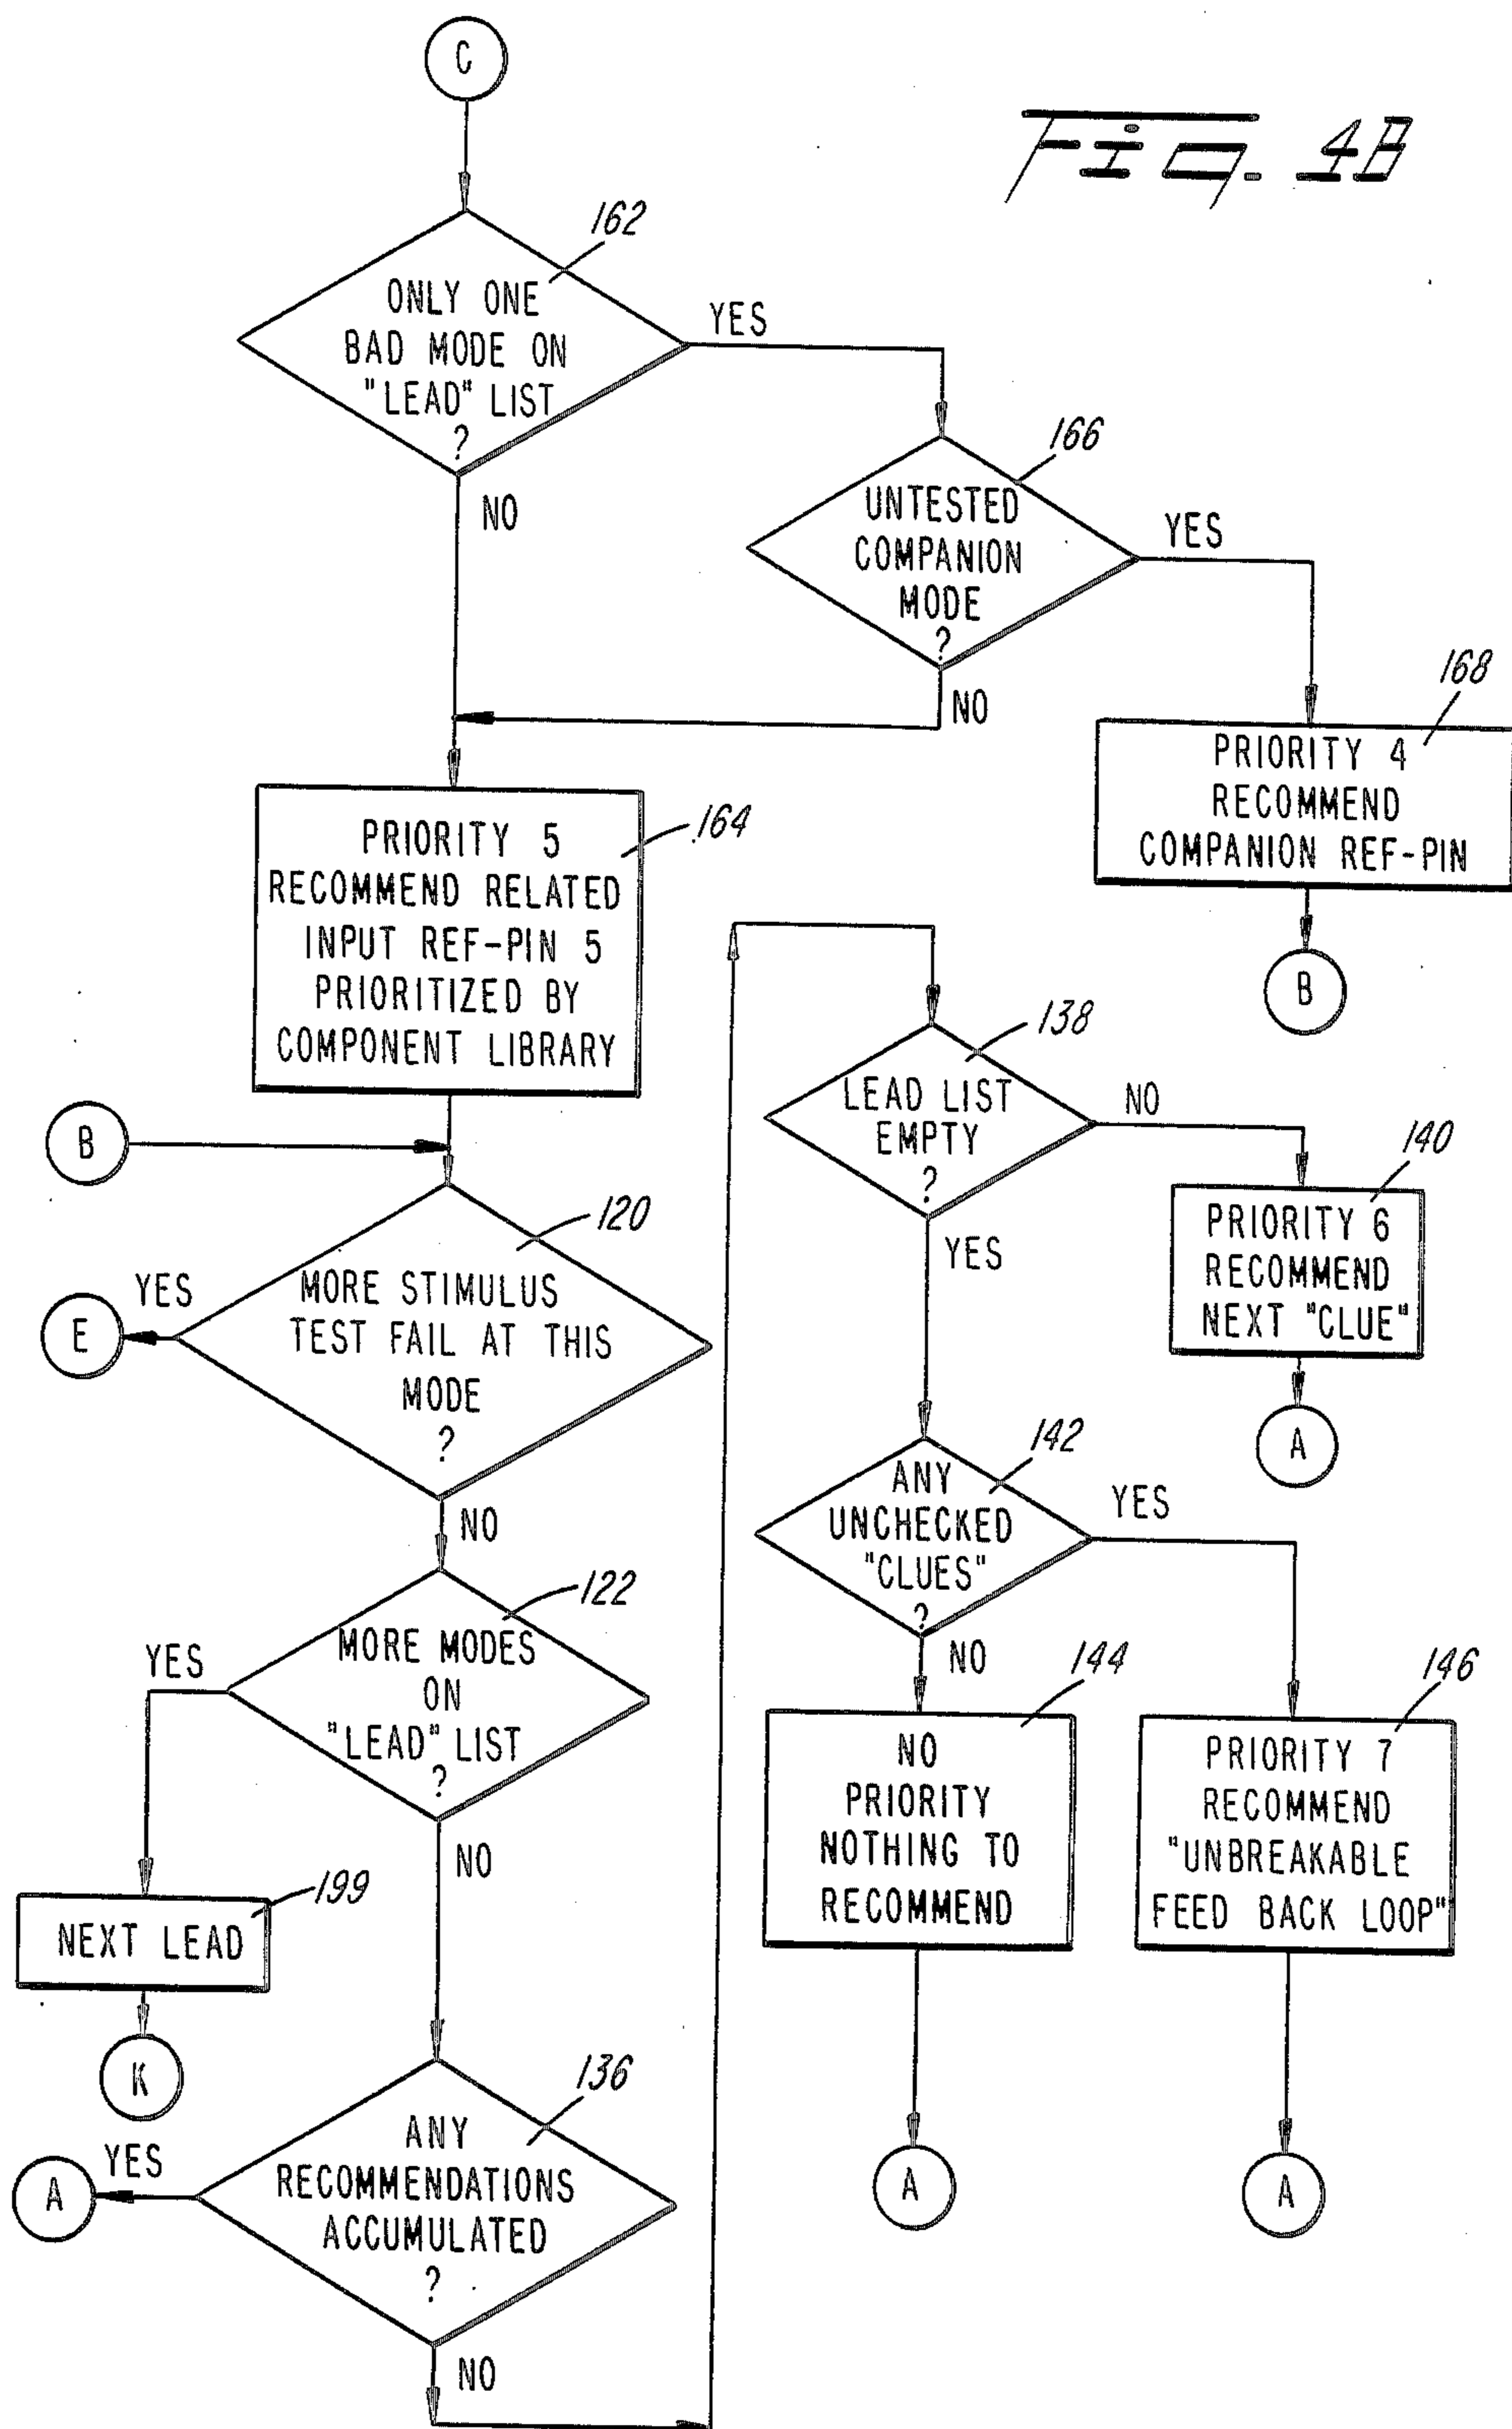 C
Fig. 4B
162
ONLY ONE
BAD MODE ON
"LEAD" LIST
?
YES
NO
166
UNTESTED
COMPANION
MODE
?
YES
NO
168
PRIORITY 4
RECOMMEND
COMPANION REF-PIN
B
164
PRIORITY 5
RECOMMEND RELATED
INPUT REF-PIN 5
PRIORITIZED BY
COMPONENT LIBRARY
B
120
MORE STIMULUS
TEST FAIL AT THIS
MODE
?
YES
E
NO
122
MORE MODES
ON
"LEAD" LIST
?
YES
NO
199
NEXT LEAD
K
136
ANY
RECOMMENDATIONS
ACCUMULATED
?
YES
A
NO
138
LEAD LIST
EMPTY
?
NO
YES
140
PRIORITY 6
RECOMMEND
NEXT "CLUE"
A
142
ANY
UNCHECKED
"CLUES"
?
YES
NO
144
NO
PRIORITY
NOTHING TO
RECOMMEND
A
146
PRIORITY 7
RECOMMEND
"UNBREAKABLE
FEED BACK LOOP"
A